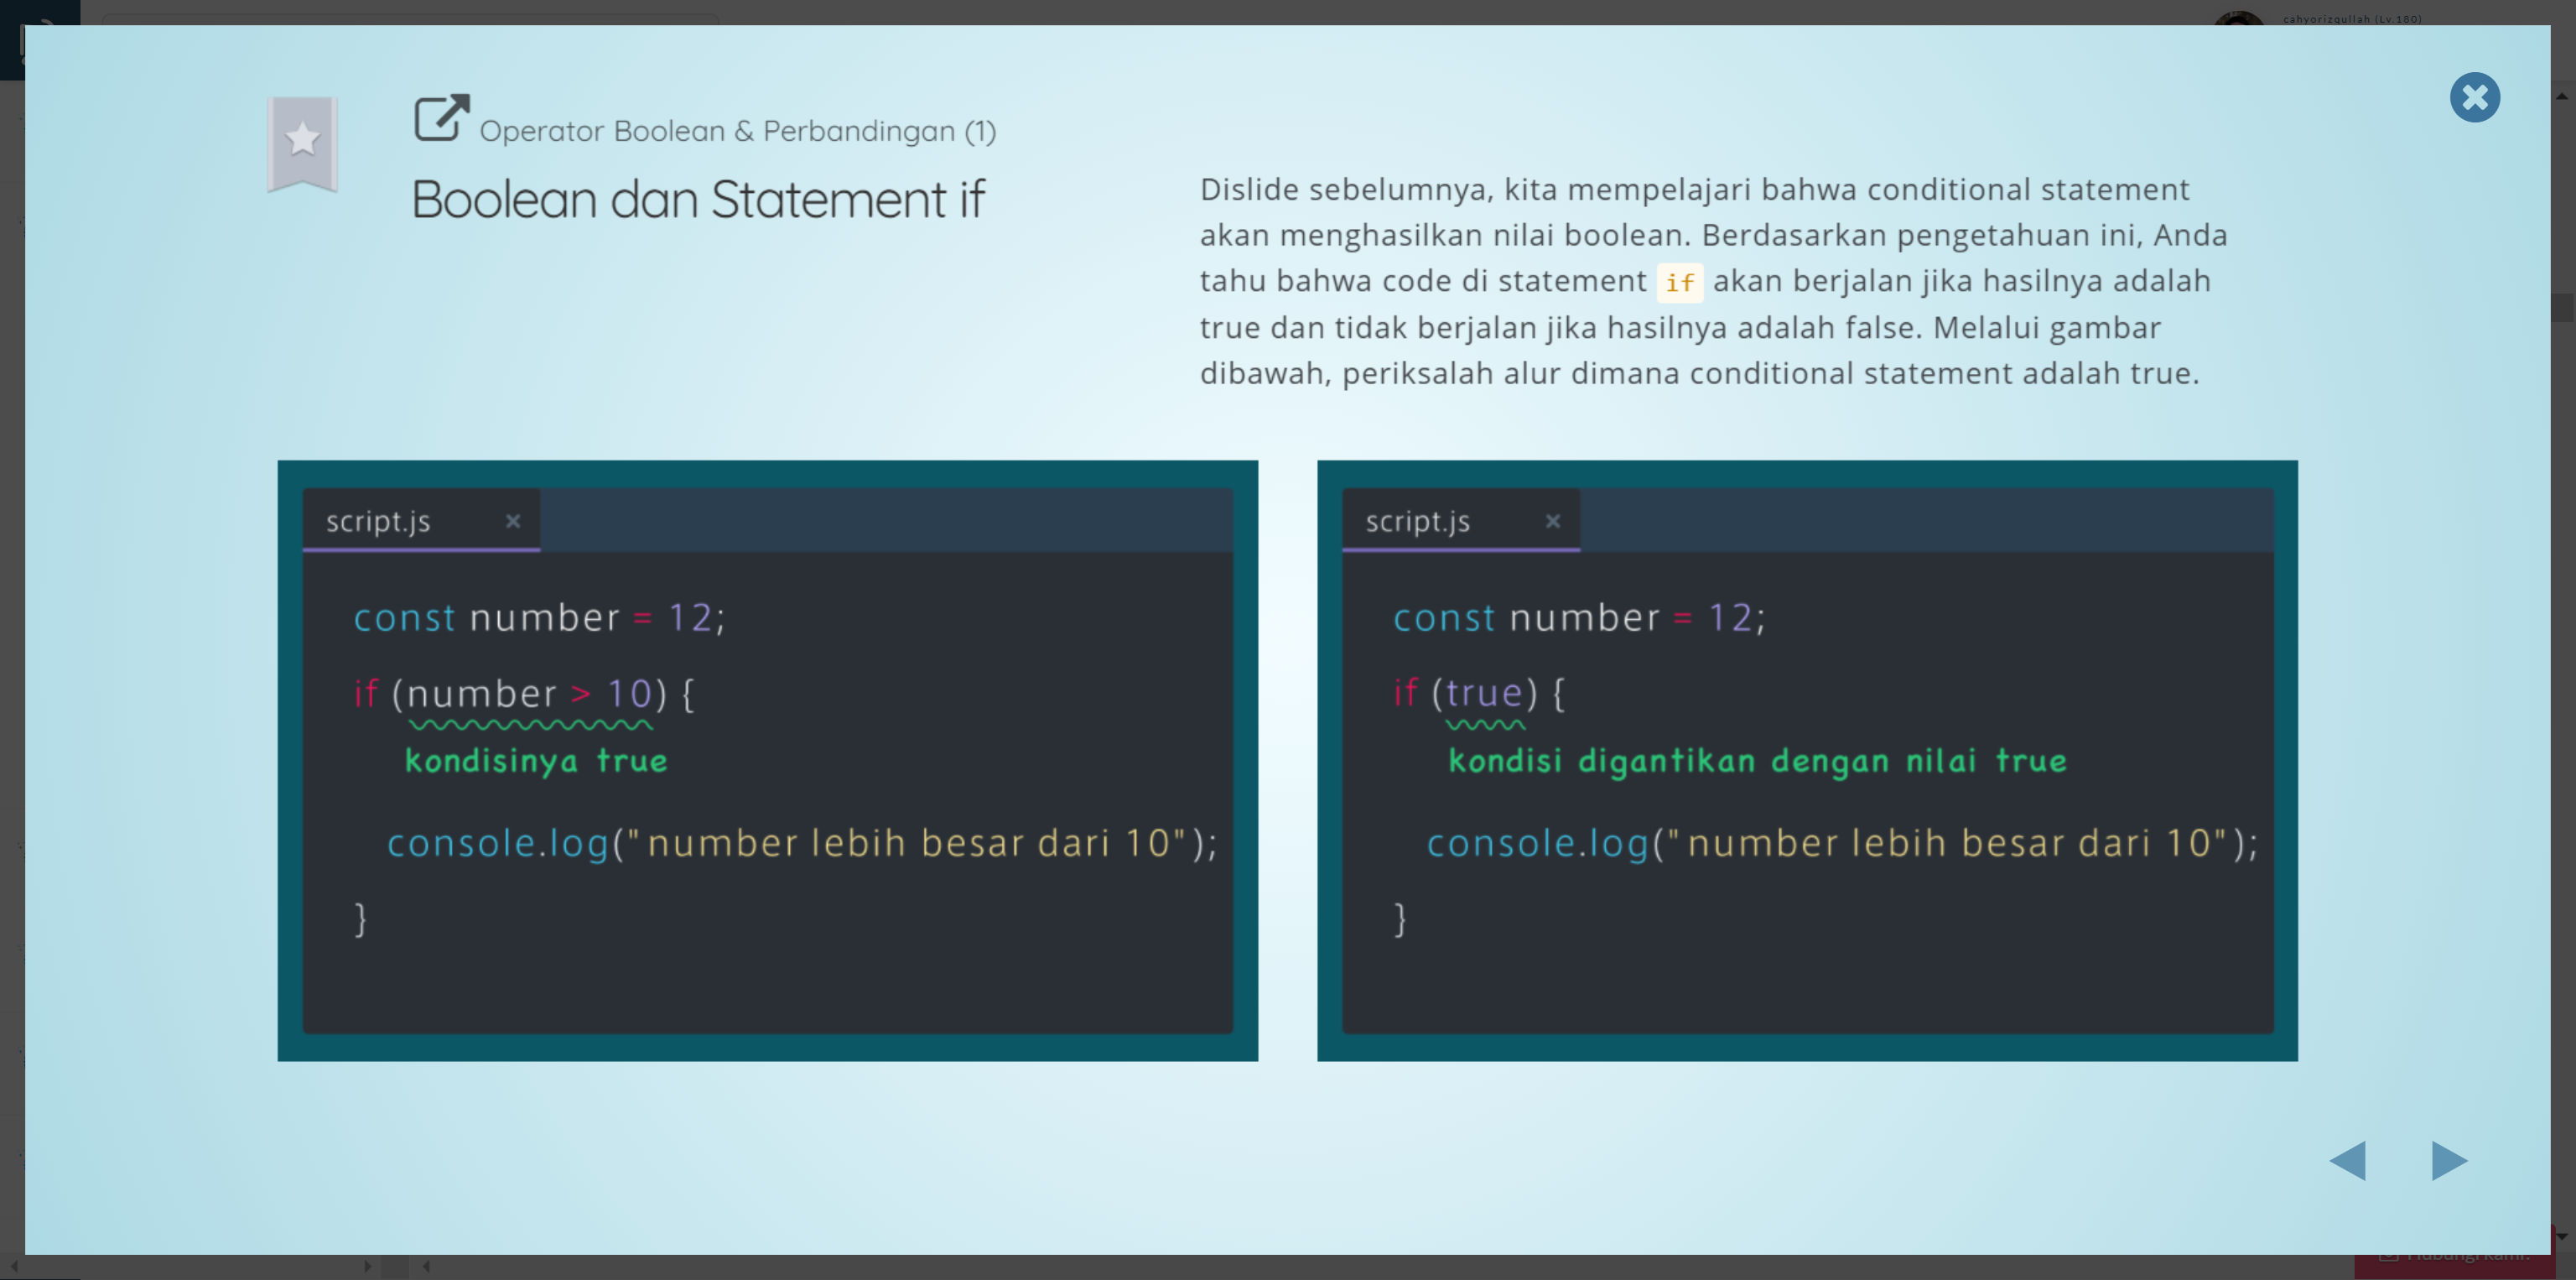 cahyorizqullah (Lv.180)
Operator Boolean & Perbandingan (1)
Boolean dan Statement if
Dislide sebelumnya, kita mempelajari bahwa conditional statement
akan menghasilkan nilai boolean. Berdasarkan pengetahuan ini, Anda
tahu bahwa code di statement if akan berjalan jika hasilnya adalah
true dan tidak berjalan jika hasilnya adalah false. Melalui gambar
dibawah, periksalah alur dimana conditional statement adalah true.
script.js ×
const number = 12;
if (number > 10) {
kondisinya true
console.log("number lebih besar dari 10");
}
script.js ×
const number = 12;
if (true) {
kondisi digantikan dengan nilai true
console.log("number lebih besar dari 10");
}